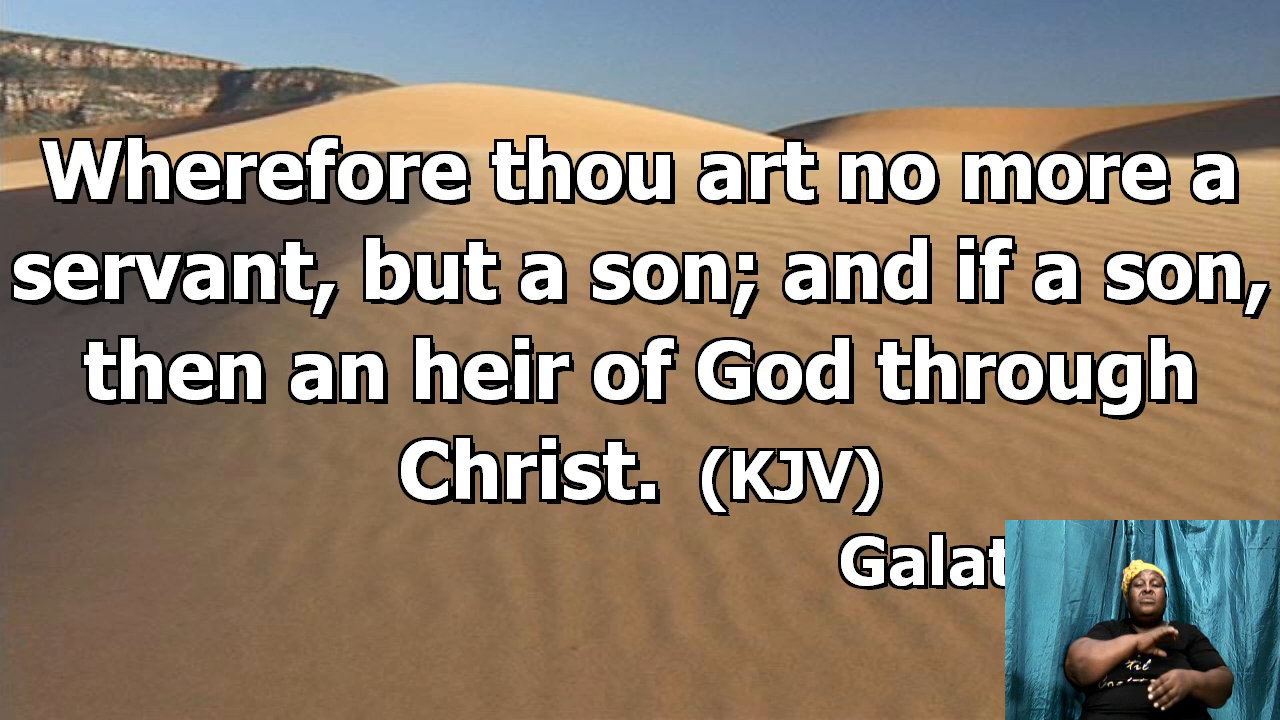 Wherefore thou art no more a
servant, but a son; and if a son,
then an heir of God through
Christ. (KJV)
Galat